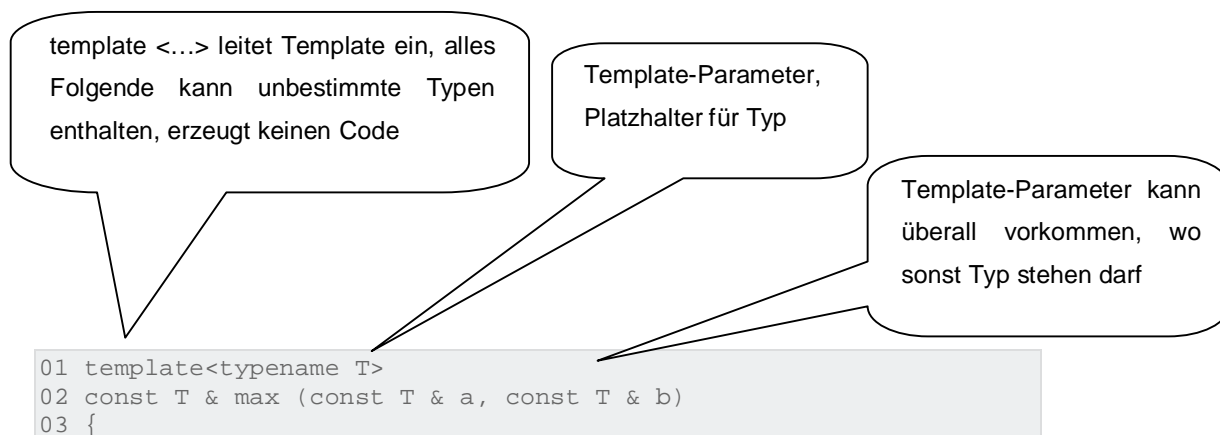 template <…> leitet Template ein, alles
Folgende kann unbestimmte Typen
enthalten, erzeugt keinen Code
Template-Parameter,
Platzhalter für Typ
Template-Parameter kann
überall vorkommen, wo
sonst Typ stehen darf
01 template<typename T>
02 const T & max (const T & a, const T & b)
03 {